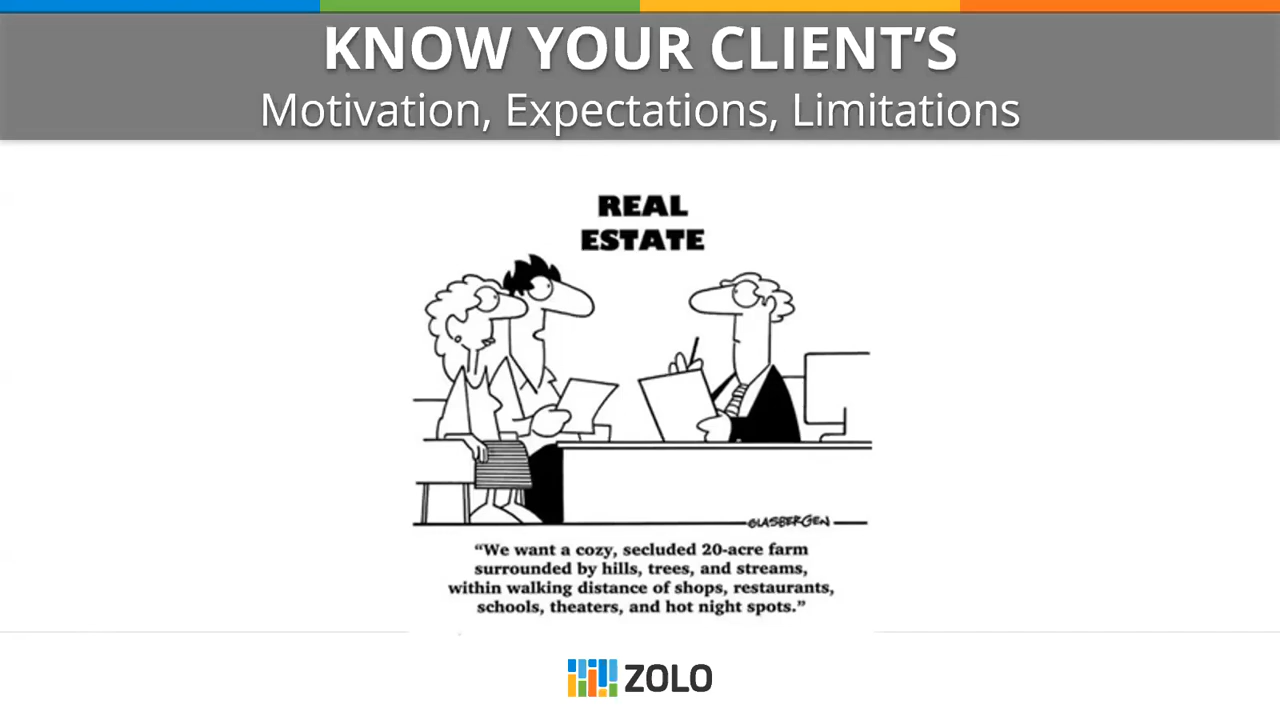 KNOW YOUR CLIENT’S
Motivation, Expectations, Limitations
REAL
ESTATE
GLASBERGEN
“We want a cozy, secluded 20-acre farm
surrounded by hills, trees, and streams,
within walking distance of shops, restaurants,
schools, theaters, and hot night spots.”
ZOLO